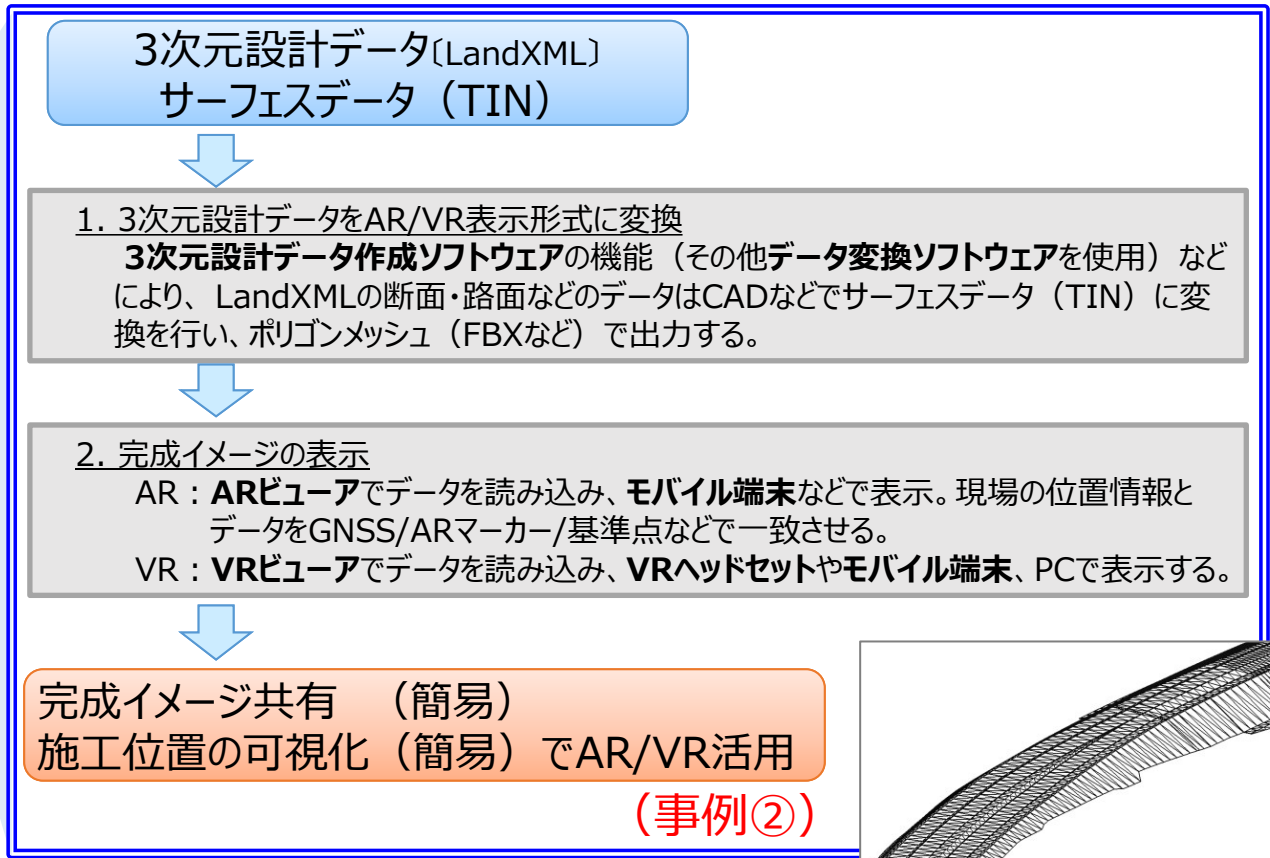 3次元設計データ〔LandXML〕
サーフェスデータ（TIN）
1. 3次元設計データをAR/VR表示形式に変換
3次元設計データ作成ソフトウェアの機能（その他データ変換ソフトウェアを使用）など
により、LandXMLの断面・路面などのデータはCADなどでサーフェスデータ（TIN）に変
換を行い、ポリゴンメッシュ（FBXなど）で出力する。
2. 完成イメージの表示
AR：ARビューアでデータを読み込み、モバイル端末などで表示。現場の位置情報と
データをGNSS/ARマーカー/基準点などで一致させる。
VR：VRビューアでデータを読み込み、VRヘッドセットやモバイル端末、PCで表示する。
完成イメージ共有　（簡易）
施工位置の可視化（簡易）でAR/VR活用
（事例②）